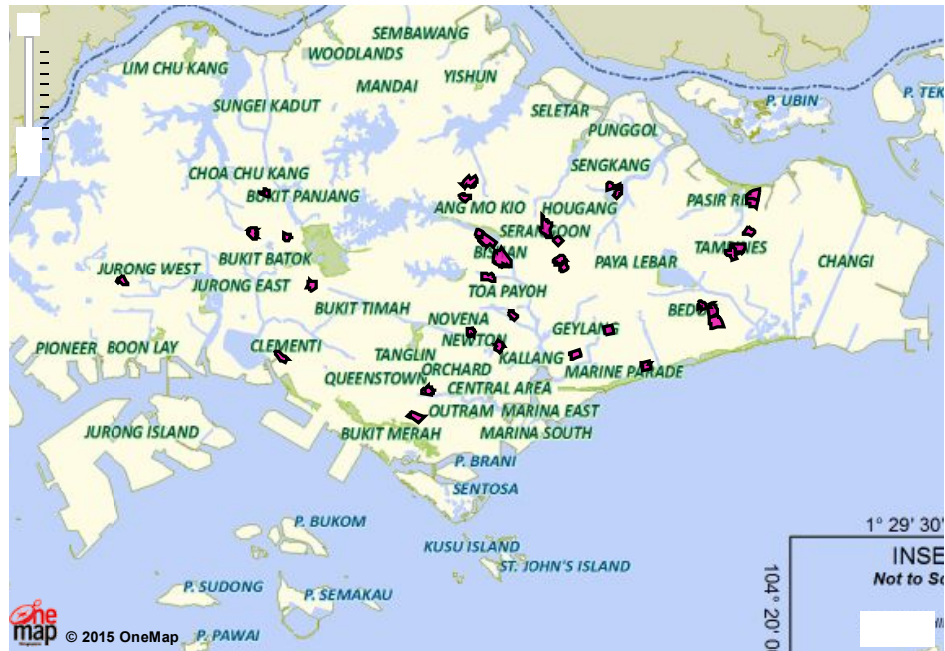 SEMBAWANG
WOODLANDS
LIM CHU KANG
YISHUN
MANDAI
SUNGEI KADUT
SELETAR
P. UBIN
P. TEK
PUNGGOL
SENGKANG
CHOA CHU KANG
BUKIT PANJANG
ANG MO KIO
HOUGANG
PASIR RI
SERANGOON
BISHAN
TAMPINES
BUKIT BATOK
PAYA LEBAR
CHANGI
JURONG WEST
JURONG EAST
TOA PAYOH
BUKIT TIMAH
NOVENA
BEDOK
GEYLANG
NEWTON
PIONEER
BOON LAY
CLEMENTI
TANGLIN
KALLANG
ORCHARD
MARINE PARADE
QUEENSTOWN
CENTRAL AREA
OUTRAM
MARINA EAST
JURONG ISLAND
BUKIT MERAH
MARINA SOUTH
P. BRANI
SENTOSA
P. BUKOM
KUSU ISLAND
ST. JOHN'S ISLAND
P. SUDONG
P. SEMAKAU
P. PAWAI
1° 29' 30'
INSE
Not to Sc
104° 20' 0
One
map © 2015 OneMap